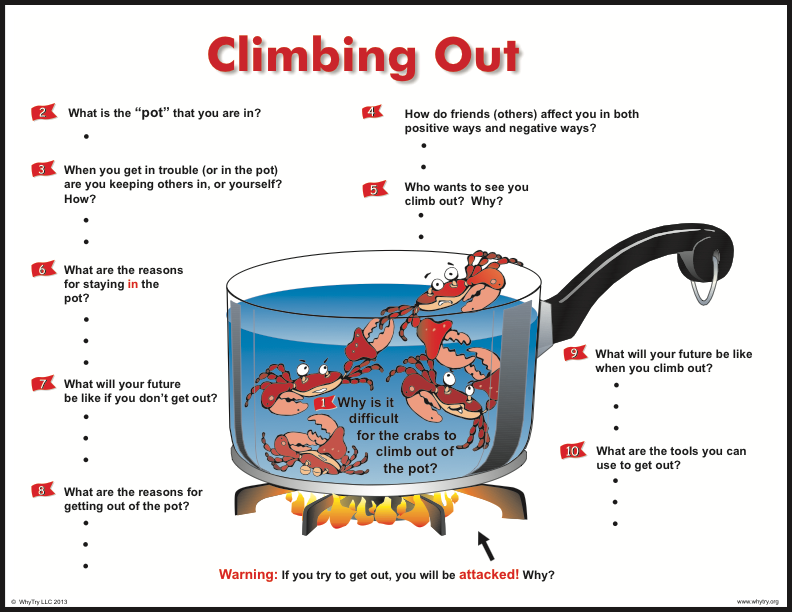 Climbing Out
2 What is the “pot” that you are in?
•
3 When you get in trouble (or in the pot)
are you keeping others in, or yourself?
How?
•
•
4 How do friends (others) affect you in both
positive ways and negative ways?
•
•
5 Who wants to see you
climb out?  Why?
•
•
6 What are the reasons
for staying in the
pot?
•
•
•
7 What will your future
be like if you don’t get out?
•
•
•
8 What are the reasons for
getting out of the pot?
•
•
•
1 Why is it
difficult
for the crabs to
climb out of
the pot?
9 What will your future be like
when you climb out?
•
•
•
10 What are the tools you can
use to get out?
•
•
•
Warning: If you try to get out, you will be attacked! Why?
© WhyTry LLC 2013
www.whytry.org